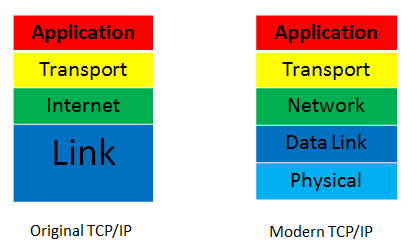 Application
Transport
Internet
Link
Original TCP/IP
Application
Transport
Network
Data Link
Physical
Modern TCP/IP